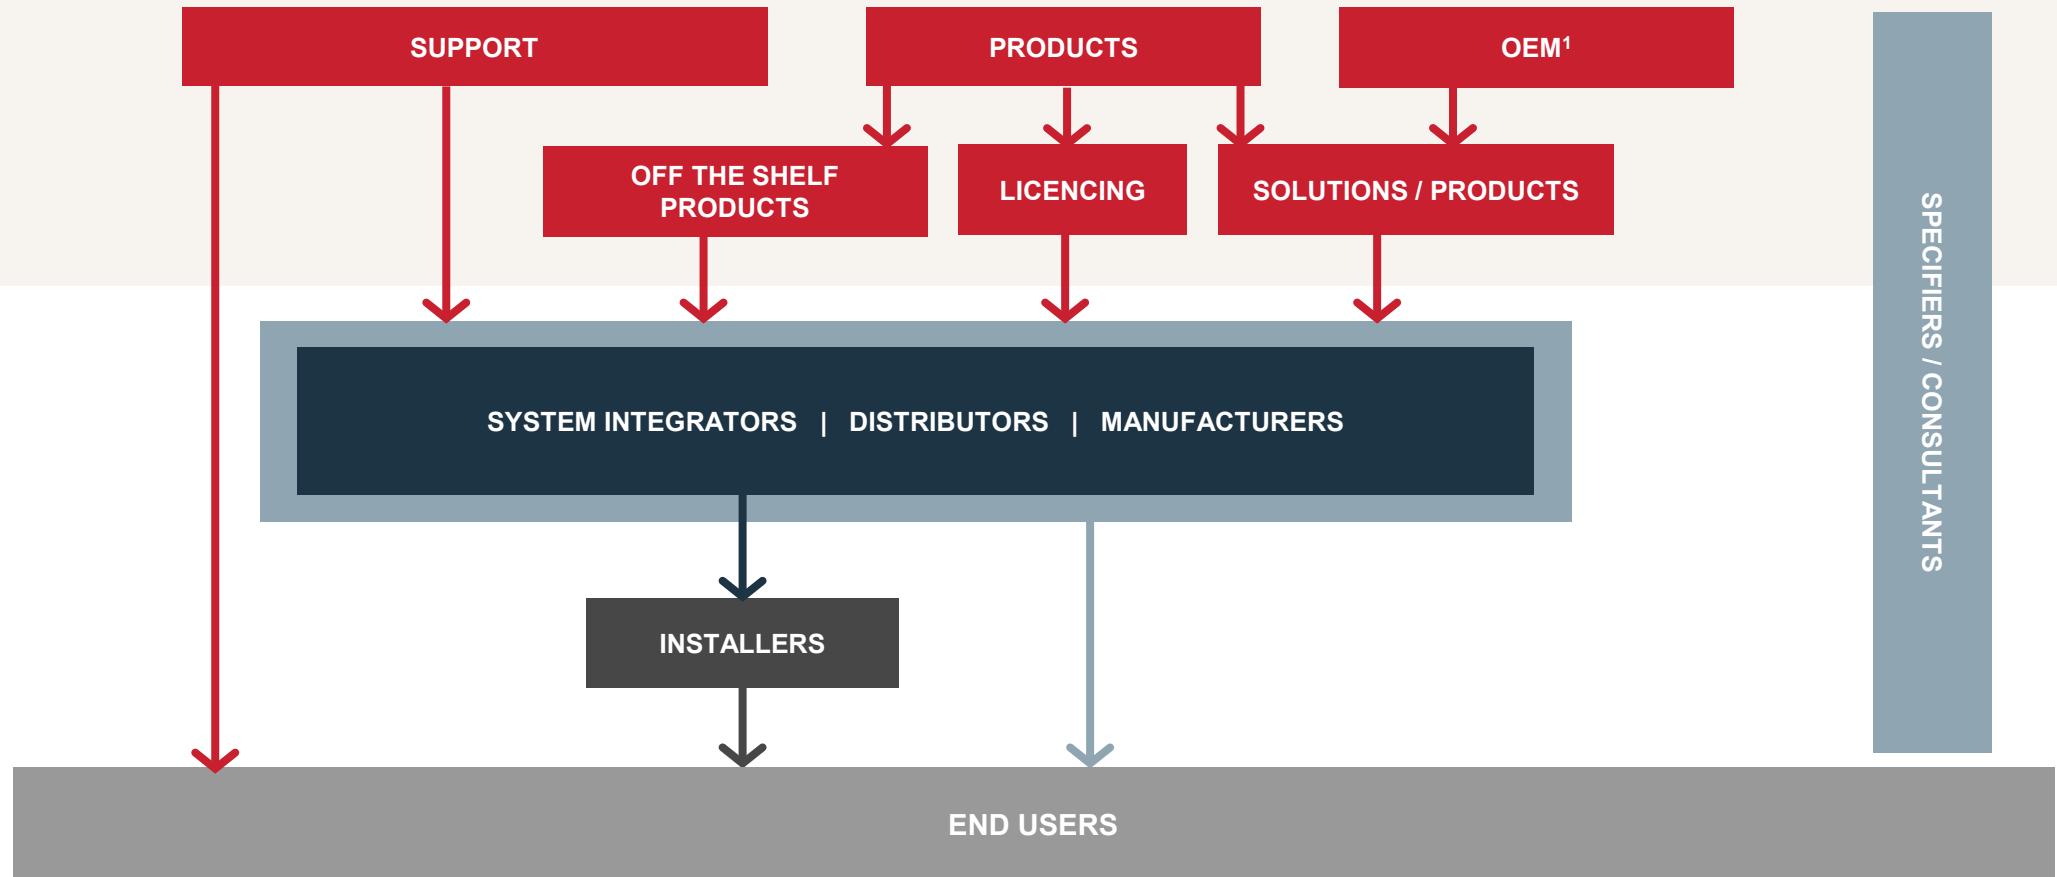 SUPPORT
PRODUCTS
OEM¹
OFF THE SHELF
PRODUCTS
LICENCING
SOLUTIONS / PRODUCTS
SPECIFIERS / CONSULTANTS
SYSTEM INTEGRATORS | DISTRIBUTORS | MANUFACTURERS
INSTALLERS
END USERS